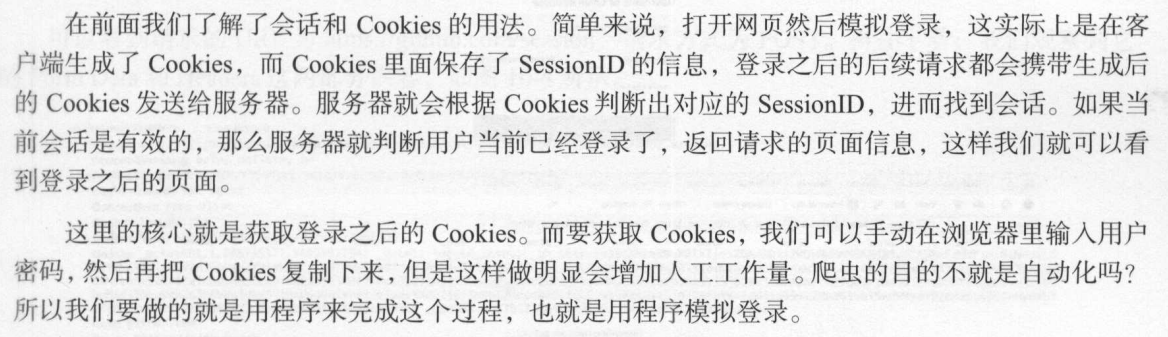 在前面我们了解了会话和 Cookies 的用法。简单来说，打开网页然后模拟登录，这实际上是在客
户端生成了 Cookies，而 Cookies 里面保存了 SessionID 的信息，登录之后的后续请求都会携带生成后
的 Cookies 发送给服务器。服务器就会根据 Cookies 判断出对应的 SessionID，进而找到会话。如果当
前会话是有效的，那么服务器就判断用户当前已经登录了，返回请求的页面信息，这样我们就可以看
到登录之后的页面。
这里的核心就是获取登录之后的 Cookies。而要获取 Cookies，我们可以手动在浏览器里输入用户
密码，然后再把 Cookies 复制下来，但是这样做明显会增加人工工作量。爬虫的目的不就是自动化吗？
所以我们要做的就是用程序来完成这个过程，也就是用程序模拟登录。